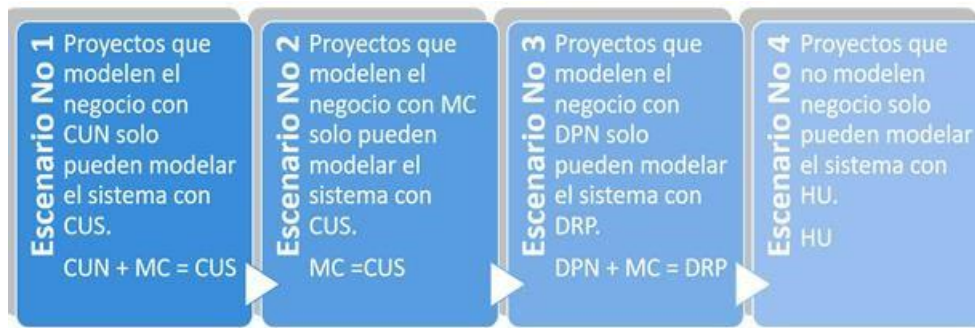 Escenario No 1
Proyectos que
modelen el
negocio con
CUN solo
pueden modelar
el sistema con
CUS.
CUN + MC = CUS
Escenario No 2
Proyectos que
modelen el
negocio con MC
solo pueden
modelar el
sistema con
CUS.
MC =CUS
Escenario No 3
Proyectos que
modelen el
negocio con
DPN solo
pueden modelar
el sistema con
DRP.
DPN + MC = DRP
Escenario No 4
Proyectos que
no modelen
negocio solo
pueden modelar
el sistema con
HU.
HU